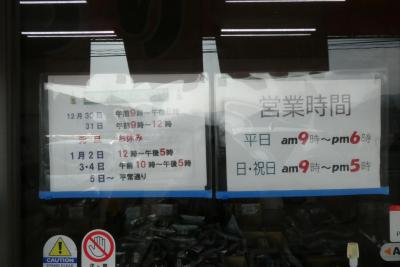 12月30日 午前9時～午後6時
31日 午前9時～12時
元旦 お休み
1月2日 12時～午後5時
3・4日 午前10時～午後5時
5日～ 平常通り
営業時間
平日 am9時～pm6時
日・祝日 am9時～pm5時
CAUTION